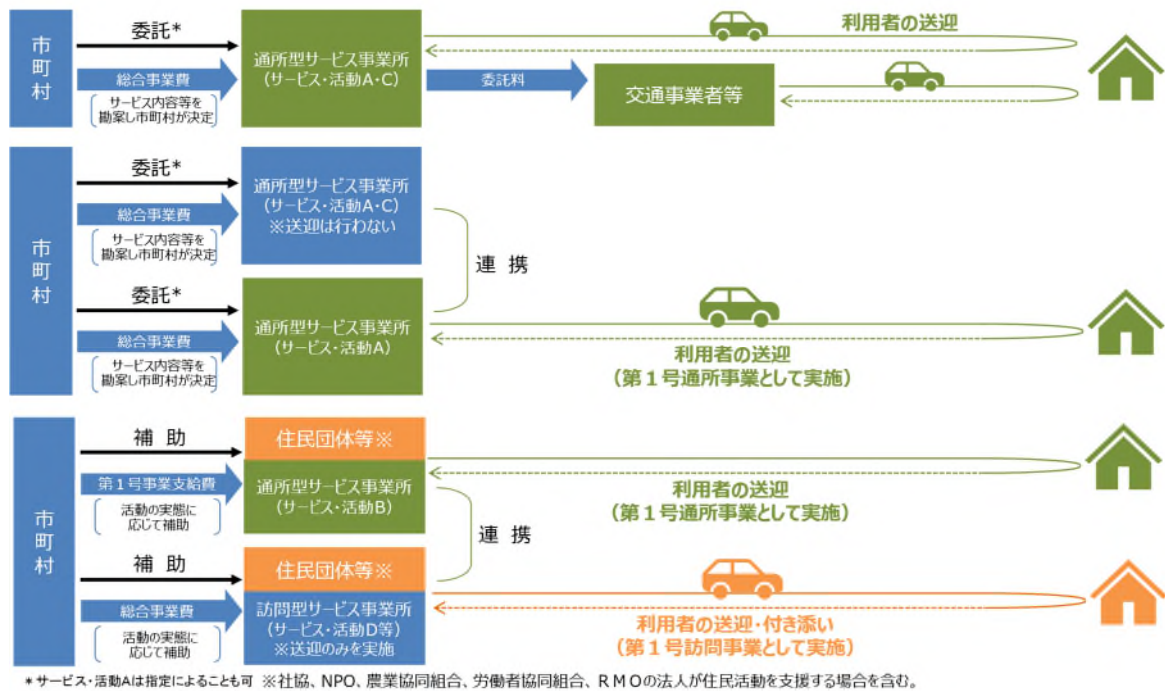 市町村
委託*
総合事業費
サービス内容等を
勘案し市町村が決定
通所型サービス事業所
(サービス・活動A・C)
委託料
交通事業者等
利用者の送迎
市町村
委託*
総合事業費
サービス内容等を
勘案し市町村が決定
通所型サービス事業所
(サービス・活動A・C)
※送迎は行わない
連 携
委託*
総合事業費
サービス内容等を
勘案し市町村が決定
通所型サービス事業所
(サービス・活動A)
利用者の送迎
(第1号通所事業として実施)
市町村
補 助
第1号事業支給費
活動の実態に
応じて補助
住民団体等※
通所型サービス事業所
(サービス・活動B)
利用者の送迎
(第1号通所事業として実施)
連 携
補 助
総合事業費
活動の実態に
応じて補助
住民団体等※
訪問型サービス事業所
(サービス・活動D等)
※送迎のみを実施
利用者の送迎・付き添い
(第1号訪問事業として実施)
*サービス・活動Aは指定によることも可 ※社協、NPO、農業協同組合、労働者協同組合、RMOの法人が住民活動を支援する場合を含む。